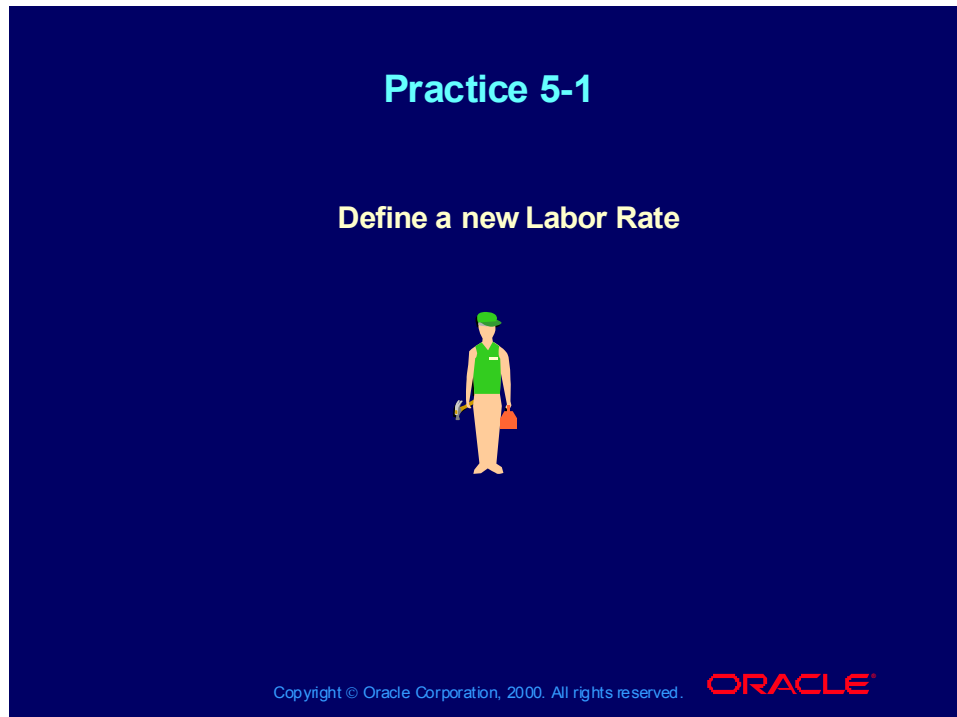 Practice 5-1
Define a new Labor Rate
Copyright © Oracle Corporation, 2000. All rights reserved.
ORACLE®